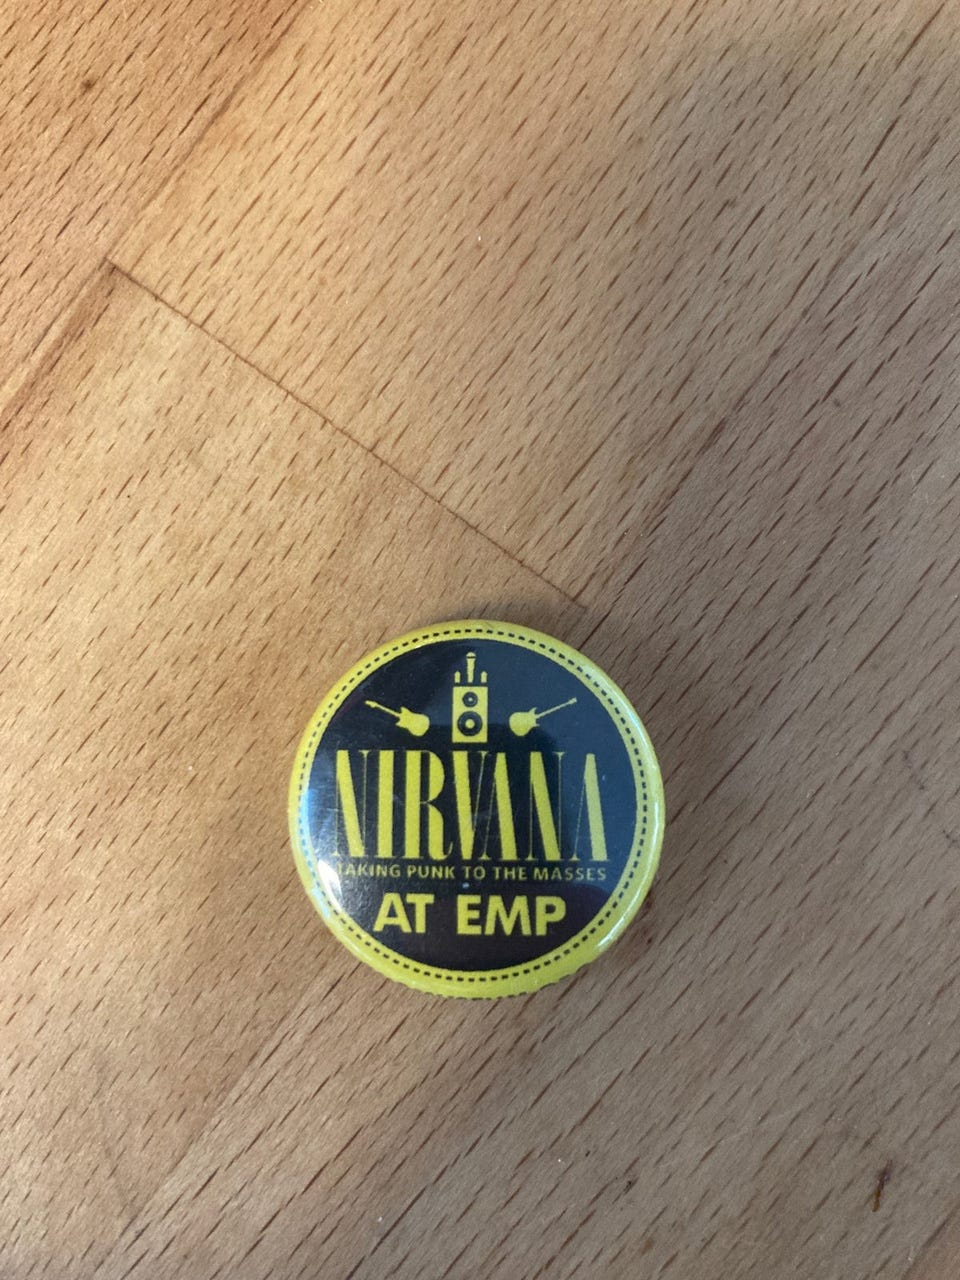 NIRVANA
TAKING PUNK TO THE MASSES
AT EMP